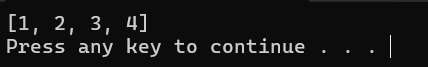 [1, 2, 3, 4]
Press any key to continue . . .